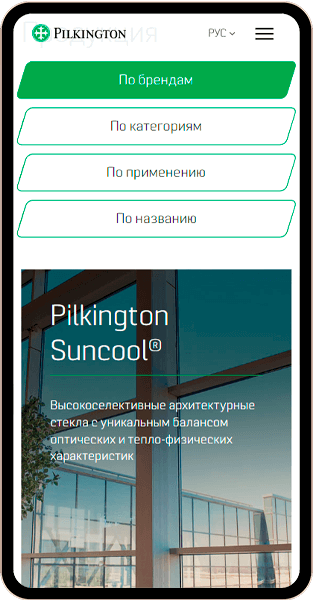 PILKINGTON
РУС
По брендам
По категориям
По применению
По названию
Pilkington
Suncool®
Высокоселективные архитектурные
стекла с уникальным балансом
оптических и тепло-физических
характеристик